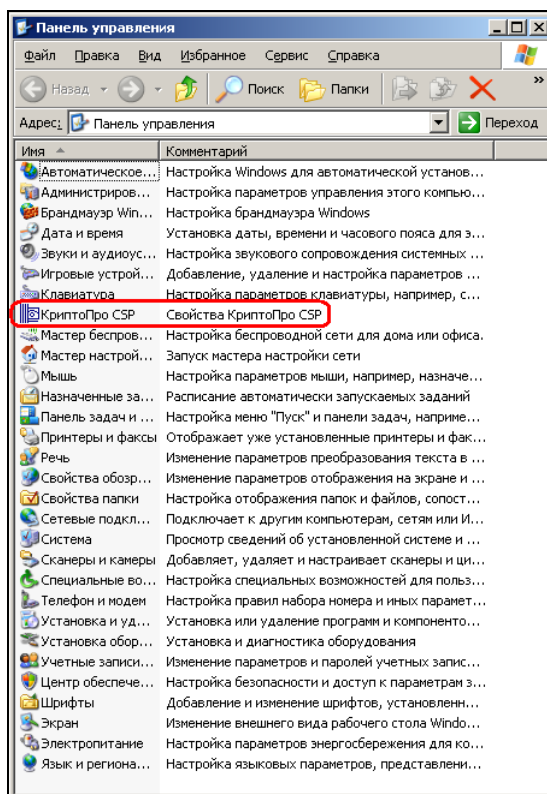 Панель управления
Файл Правка Вид Избранное Сервис Справка
Назад Поиск Папки »
Адрес: Панель управления Переход
Имя Комментарий
Автоматическое... Настройка Windows для автоматической установ...
Администриров... Настройка параметров управления этого компью...
Брандмауэр Win... Настройка брандмауэра Windows
Дата и время Установка даты, времени и часового пояса для э...
Звуки и аудиоус... Настройка звукового сопровождения системных ...
Игровые устрой... Добавление, удаление и настройка параметров ...
Клавиатура Настройка параметров клавиатуры, например, с...
КриптоПро CSP Свойства КриптоПро CSP
Мастер беспров... Настройка беспроводной сети для дома или офиса.
Мастер настрой... Запуск мастера настройки сети
Мышь Настройка параметров мыши, например, назначе...
Назначенные за... Расписание автоматически запускаемых заданий
Панель задач и ... Настройка меню "Пуск" и панели задач, наприме...
Принтеры и факсы Отображает уже установленные принтеры и фак...
Речь Изменение параметров преобразования текста в ...
Свойства обозр... Изменение параметров отображения на экране и ...
Свойства папки Настройка отображения папок и файлов, сопост...
Сетевые подкл... Подключает к другим компьютерам, сетям или И...
Система Просмотр сведений об установленной системе и ...
Сканеры и камеры Добавляет, удаляет и настраивает сканеры и ци...
Специальные во... Настройка специальных возможностей для польз...
Телефон и модем Настройка правил набора номера и иных парамет...
Установка и уд... Установка или удаление программ и компоненто...
Установка обор... Установка и диагностика оборудования
Учетные записи... Изменение параметров и паролей учетных запис...
Центр обеспече... Настройка безопасности и доступ к параметрам з...
Шрифты Добавление и изменение шрифтов, установленн...
Экран Изменение внешнего вида рабочего стола Windo...
Электропитание Настройка параметров энергосбережения для ко...
Язык и региона... Настройка языковых параметров, представлени...